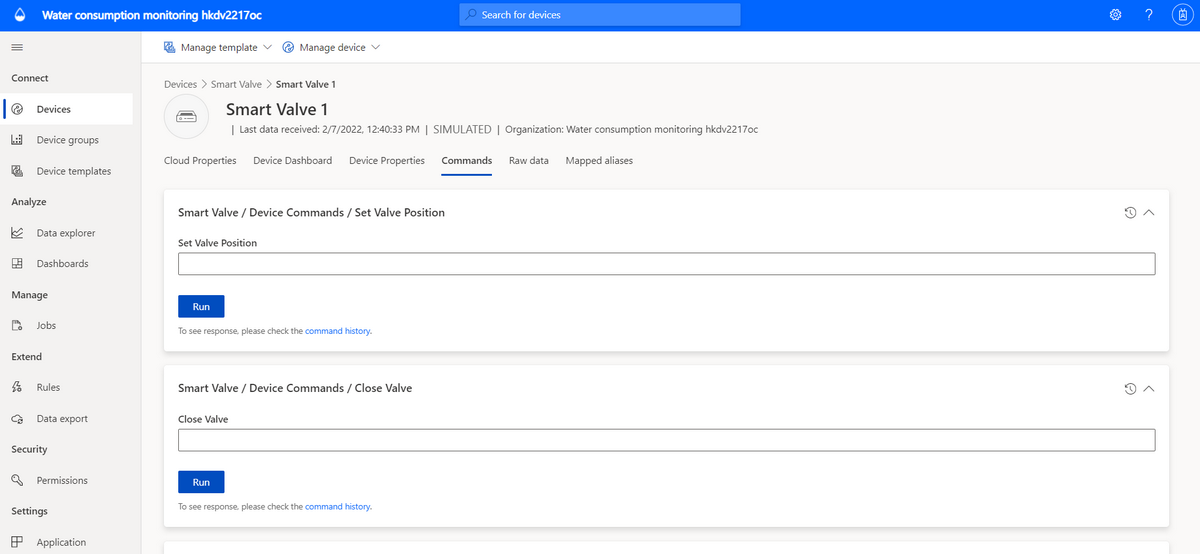 Water consumption monitoring hkdv2217oc
Search for devices
?
Manage template
Manage device
Connect
Devices
Device groups
Device templates
Analyze
Data explorer
Dashboards
Manage
Jobs
Extend
Rules
Data export
Security
Permissions
Settings
Application
Devices > Smart Valve > Smart Valve 1
Smart Valve 1
| Last data received: 2/7/2022, 12:40:33 PM | SIMULATED | Organization: Water consumption monitoring hkdv2217oc
Cloud Properties Device Dashboard Device Properties Commands Raw data Mapped aliases
Smart Valve / Device Commands / Set Valve Position
Set Valve Position
Run
To see response, please check the command history.
Smart Valve / Device Commands / Close Valve
Close Valve
Run
To see response, please check the command history.